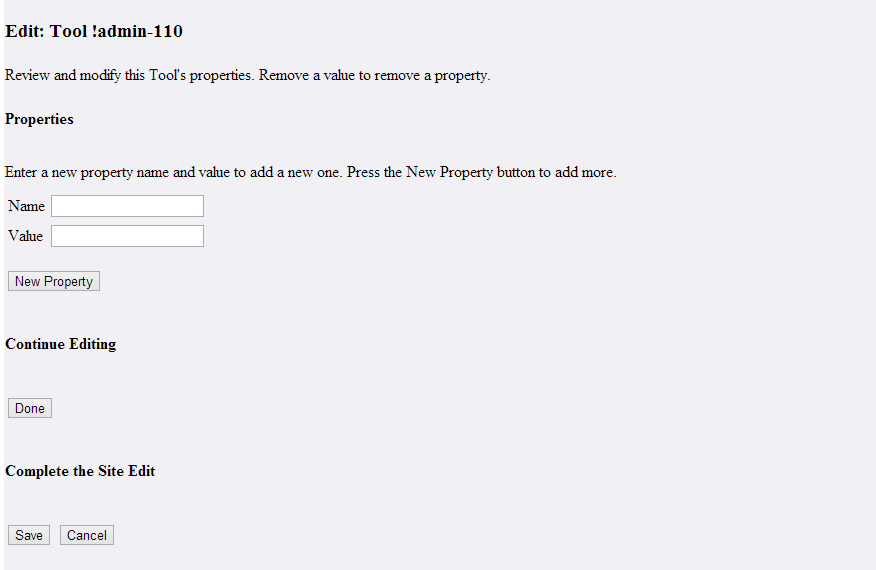 Edit: Tool !admin-110
Review and modify this Tool's properties. Remove a value to remove a property.
Properties
Enter a new property name and value to add a new one. Press the New Property button to add more.
Name
Value
New Property
Continue Editing
Done
Complete the Site Edit
Save Cancel